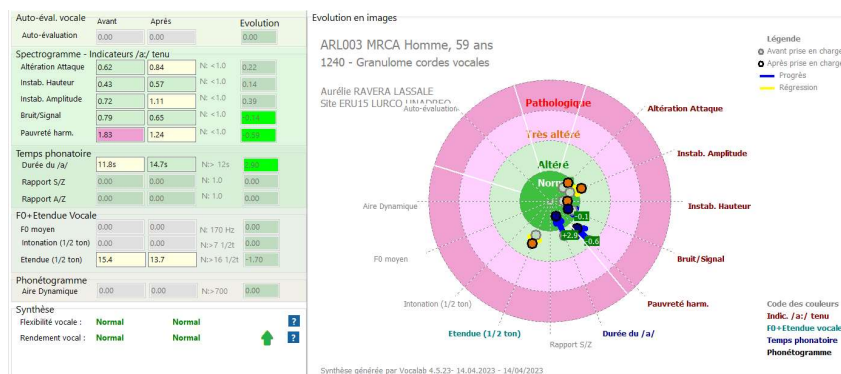 Auto-éval. vocale Avant Après Evolution
Auto-évaluation 0.00 0.00 0.00
Spectrogramme - Indicateurs /a:/ tenu
Altération Attaque 0.62 0.84 N: <1.0 0.22
Instab. Hauteur 0.43 0.57 N: <1.0 0.14
Instab. Amplitude 0.72 1.11 N: <1.0 0.39
Bruit/Signal 0.79 0.65 N: <1.0 -0.14
Pauvreté harm. 1.83 1.24 N: <1.0
Temps phonatoire
Durée du /a/ 11.8s 14.7s N:> 12s
Rapport S/Z 0.00 0.00 N: 1.0 0.00
Rapport A/Z 0.00 0.00 N: 1.0 0.00
F0+Etendue Vocale
F0 moyen 0.00 0.00 N: 170 Hz 0.00
Intonation (1/2 ton) 0.00 0.00 N:>7 1/2t 0.00
Etendue (1/2 ton) 15.4 13.7 N:>16 1/2t -1.70
Phonétogramme
Aire Dynamique 0.00 0.00 N:>700 0.00
Synthèse
Flexibilité vocale : Normal Normal ?
Rendement vocal : Normal Normal ?
Evolution en images
ARL003 MRCA Homme, 59 ans
1240 - Granulome cordes vocales
Aurélie RAVERA LASSALE
Site ERU15 LURCO UNADREO
Légende
Avant prise en charge
Après prise en charge
Progrès
Régression
Pathologique
Très altéré
Altéré
Auto-évaluation
Altération Attaque
Instab. Amplitude
Instab. Hauteur
Bruit/Signal
Pauvreté harm.
Durée du /a/
Rapport S/Z
Etendue (1/2 ton)
Intonation (1/2 ton)
F0 moyen
Aire Dynamique
-0.1
+2.9
-0.6
Code des couleurs
Indic. /a:/ tenu
F0+Etendue vocale
Temps phonatoire
Phonétogramme
Synthèse générée par Vocalab 4.5.23- 14.04.2023 - 14/04/2023